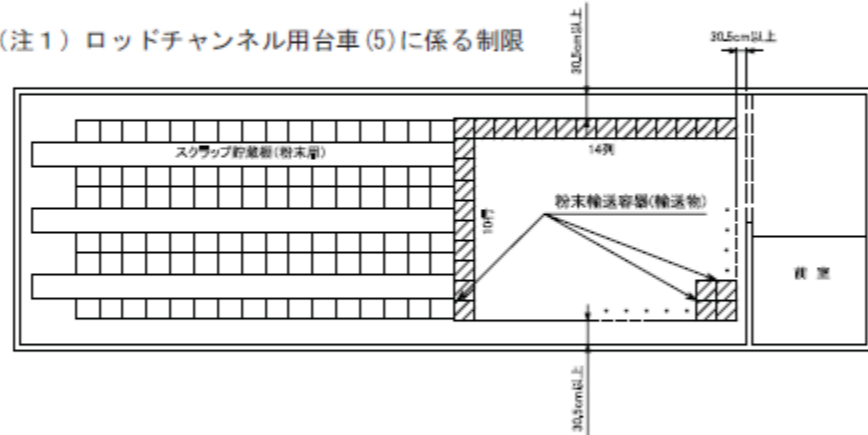 （注１）ロッドチャンネル用台車(5)に係る制限
30.5cm以上
30.5cm以上
スクラップ貯蔵棚(粉末用)
14列
粉末輸送容器(輸送物)
10行
前 室
30.5cm以上